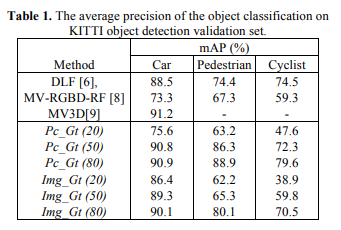 Table 1. The average precision of the object classification on
KITTI object detection validation set.
mAP (%)
Method Car Pedestrian Cyclist
DLF [6], 88.5 74.4 74.5
MV-RGBD-RF [8] 73.3 67.3 59.3
MV3D[9] 91.2 - -
Pc_Gt (20) 75.6 63.2 47.6
Pc_Gt (50) 90.8 86.3 72.3
Pc_Gt (80) 90.9 88.9 79.6
Img_Gt (20) 86.4 62.2 38.9
Img_Gt (50) 89.3 65.3 59.8
Img_Gt (80) 90.1 80.1 70.5